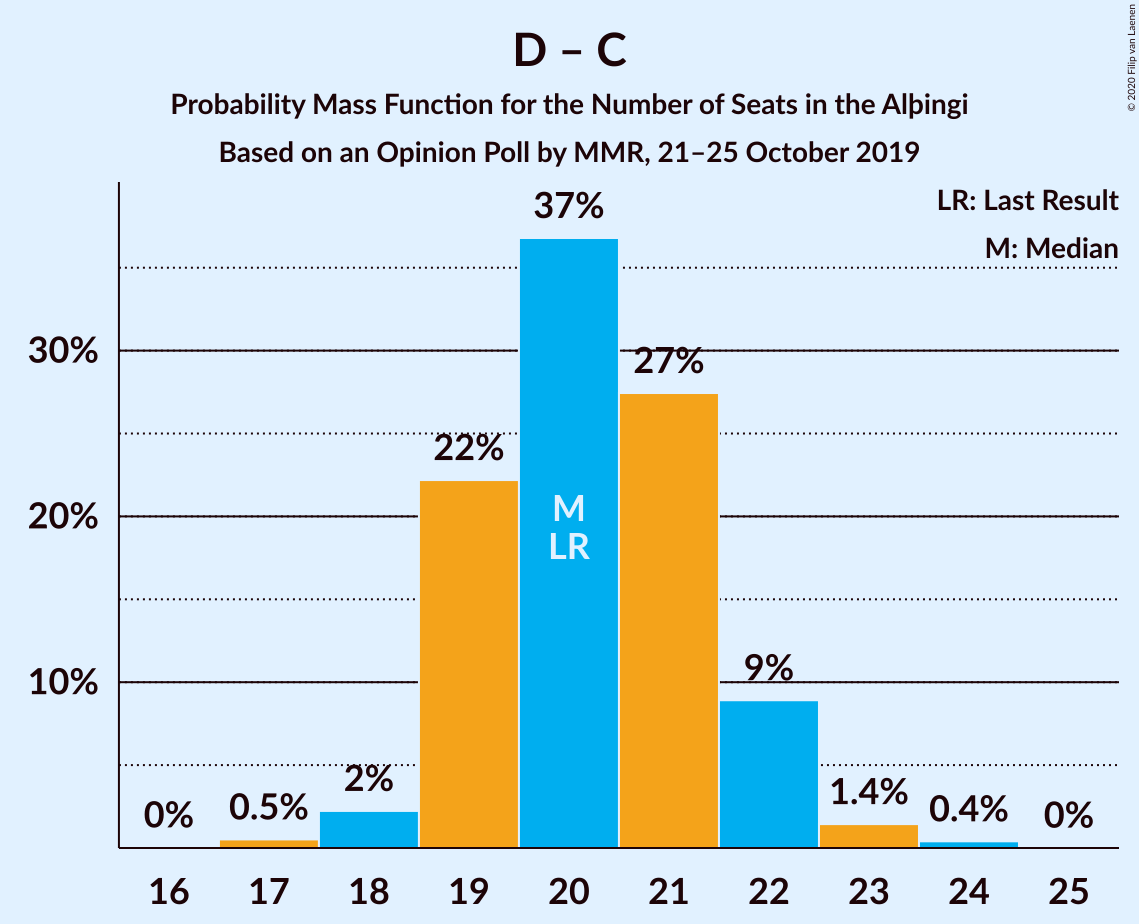 D – C
Probability Mass Function for the Number of Seats in the Alþingi
Based on an Opinion Poll by MMR, 21–25 October 2019
© 2020 Filip van Laenen
LR: Last Result
M: Median
37%
30%
27%
22%
20%
M
LR
10%
9%
2%
1.4%
0.5%
0.4%
0%
0%
16 17 18 19 20 21 22 23 24 25